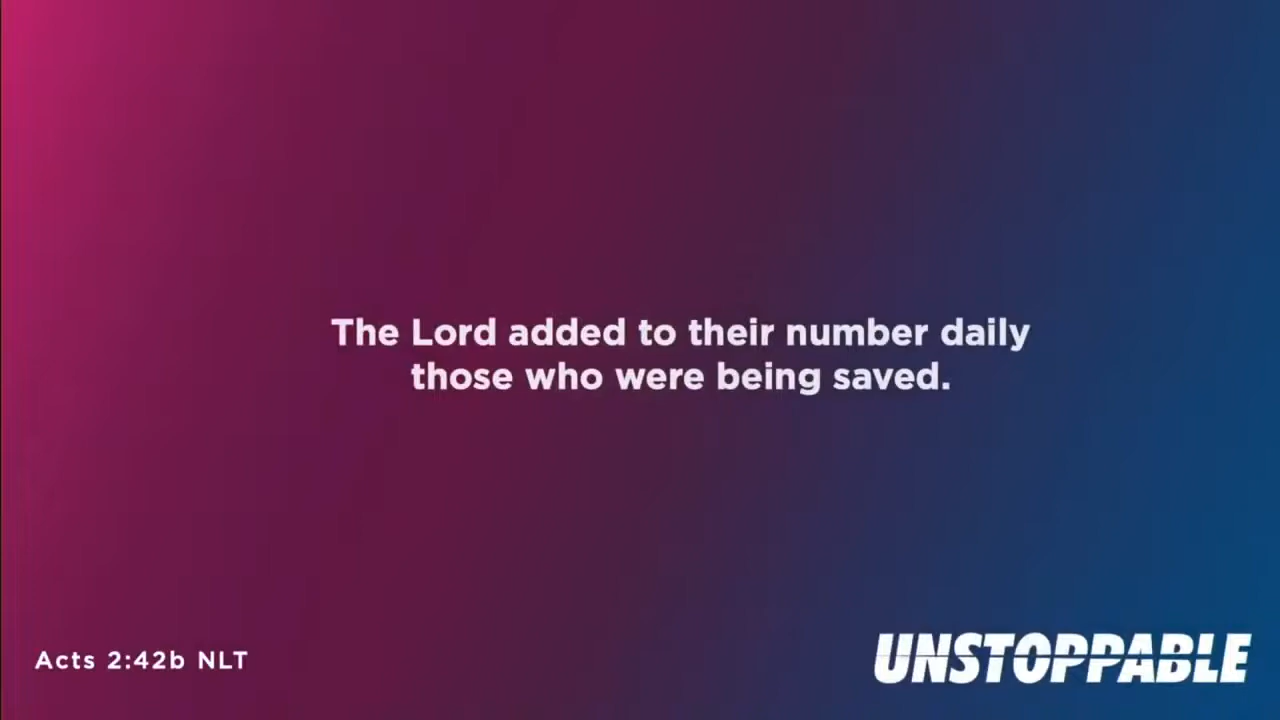 The Lord added to their number daily
those who were being saved.
Acts 2:42b NLT
UNSTOPPABLE